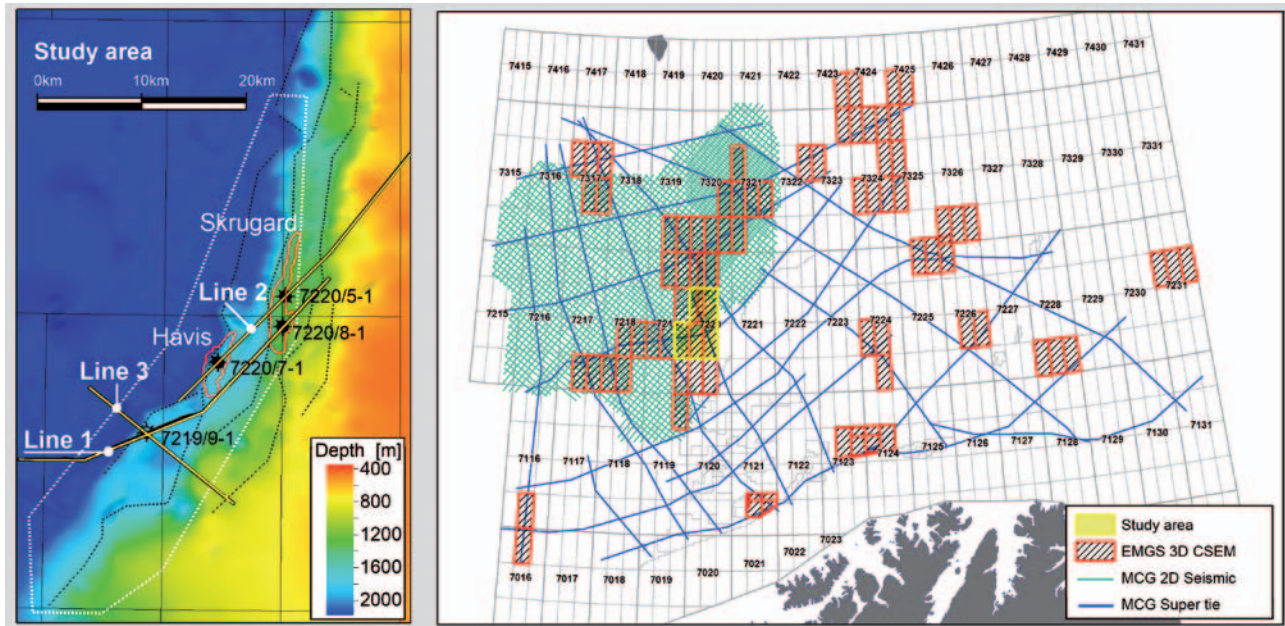 Study area
0km 10km 20km
Skrugard
Line 2
7220/5-1
7220/8-1
Havis
7220/7-1
Line 3
7219/9-1
Line 1
Depth [m]
400
800
1200
1600
2000
7415 7416 7417 7418 7419 7420 7421 7422 7423 7424 7425 7426 7427 7428 7429 7430 7431
7315 7316 7317 7318 7319 7320 7321 7322 7323 7324 7325 7326 7327 7328 7329 7330 7331
7215 7216 7217 7218 7221 7222 7223 7224 7225 7226 7227 7228 7229 7230 7231
7116 7117 7118 7119 7120 7121 7122 7123 7124 7125 7126 7127 7128 7129 7130 7131
7016 7017 7018 7019 7020 7021 7022 7023
Study area
EMGS 3D CSEM
MCG 2D Seismic
MCG Super tie